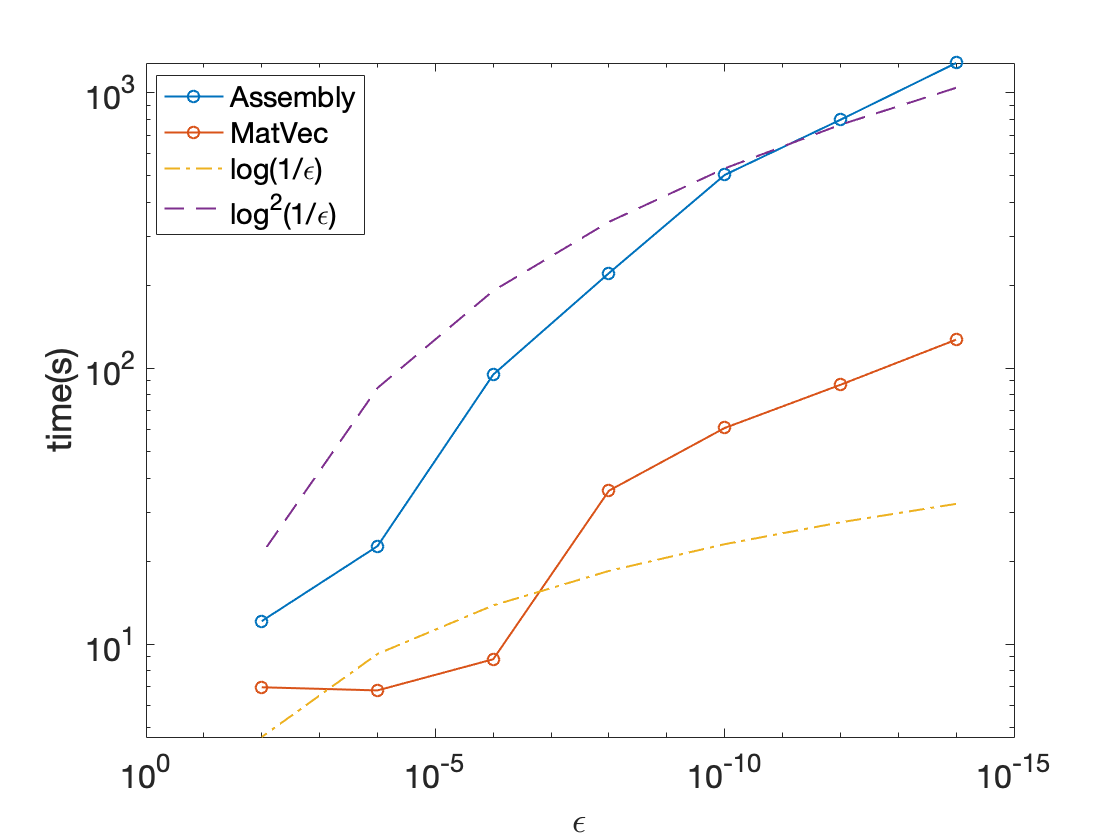 10³
Assembly
MatVec
log(1/ϵ)
log²(1/ϵ)
time(s)
10²
10¹
10⁰
10⁻⁵
10⁻¹⁰
10⁻¹⁵
ϵ